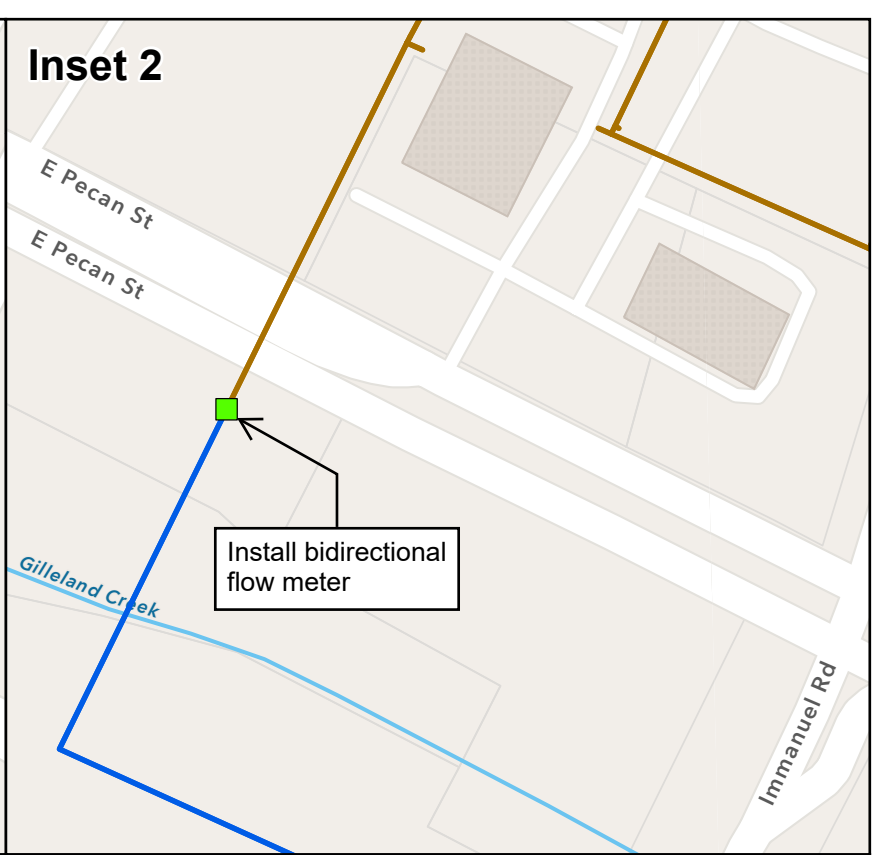 Inset 2
E Pecan St
E Pecan St
Install bidirectional
flow meter
Gilleland Creek
Immanuel Rd